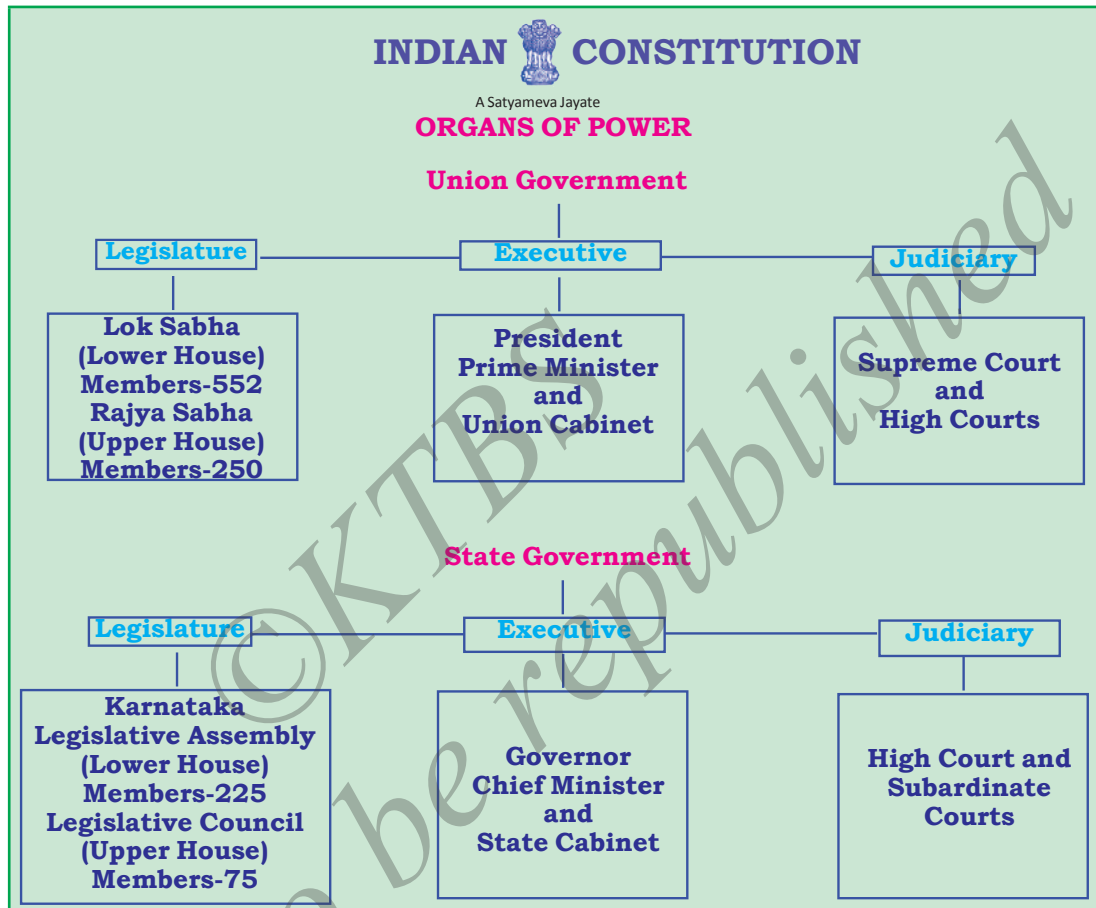 INDIAN CONSTITUTION
A Satyameva Jayate
ORGANS OF POWER
Union Government
Legislature
Executive
Judiciary
Lok Sabha
(Lower House)
Members-552
Rajya Sabha
(Upper House)
Members-250
President
Prime Minister
and
Union Cabinet
Supreme Court
and
High Courts
State Government
Legislature
Executive
Judiciary
Karnataka
Legislative Assembly
(Lower House)
Members-225
Legislative Council
(Upper House)
Members-75
Governor
Chief Minister
and
State Cabinet
High Court and
Subardinate
Courts
©KTBS
be republished